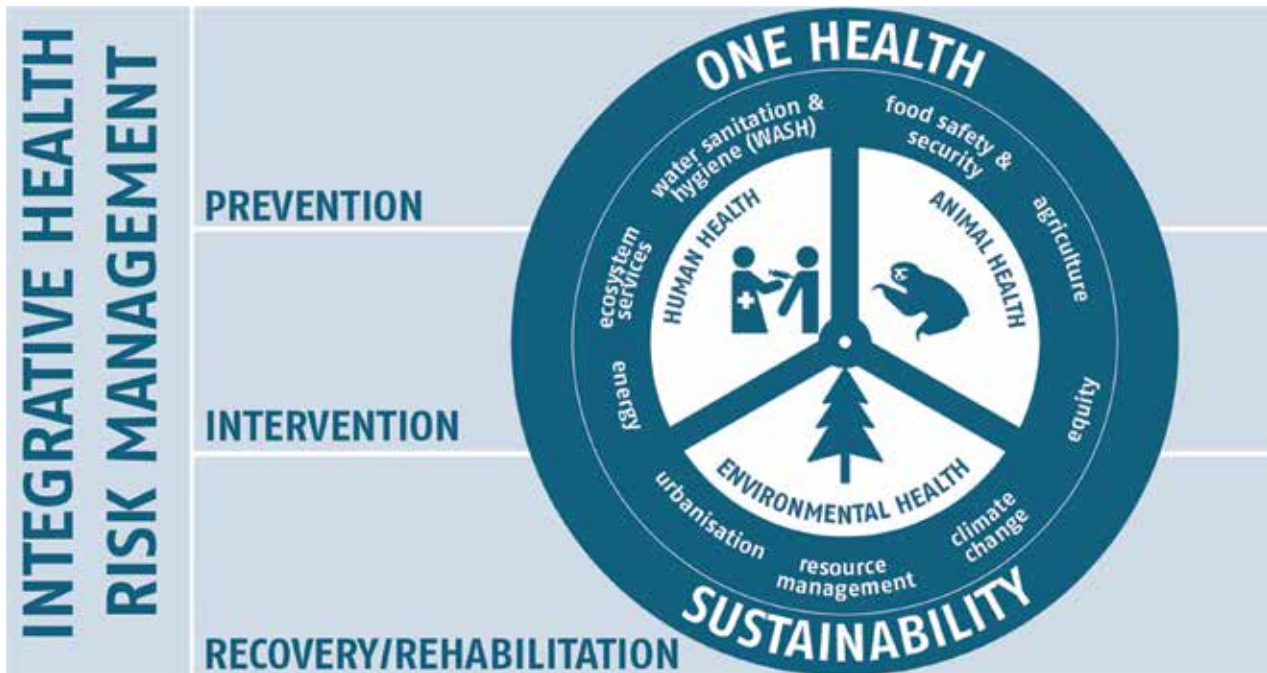 INTEGRATIVE HEALTH
RISK MANAGEMENT
PREVENTION
INTERVENTION
RECOVERY/REHABILITATION
ONE HEALTH
water sanitation &
hygiene (WASH)
food safety &
security
agriculture
equity
climate
change
resource
management
urbanisation
energy
ecosystem
services
HUMAN HEALTH
ANIMAL HEALTH
ENVIRONMENTAL HEALTH
SUSTAINABILITY